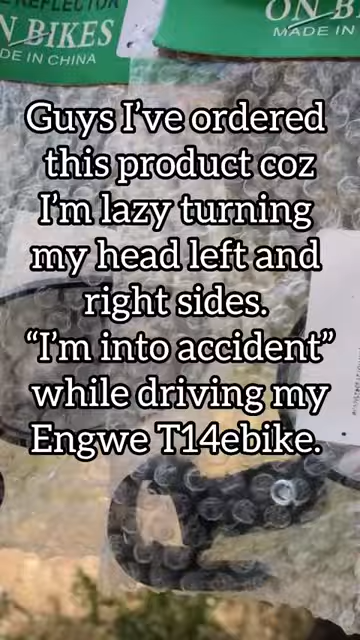 REFLECTOR
N BIKES
DE IN CHINA
ON B
MADE IN
Guys I’ve ordered
this product coz
I’m lazy turning
my head left and
right sides.
“I’m into accident”
while driving my
Engwe T14ebike.